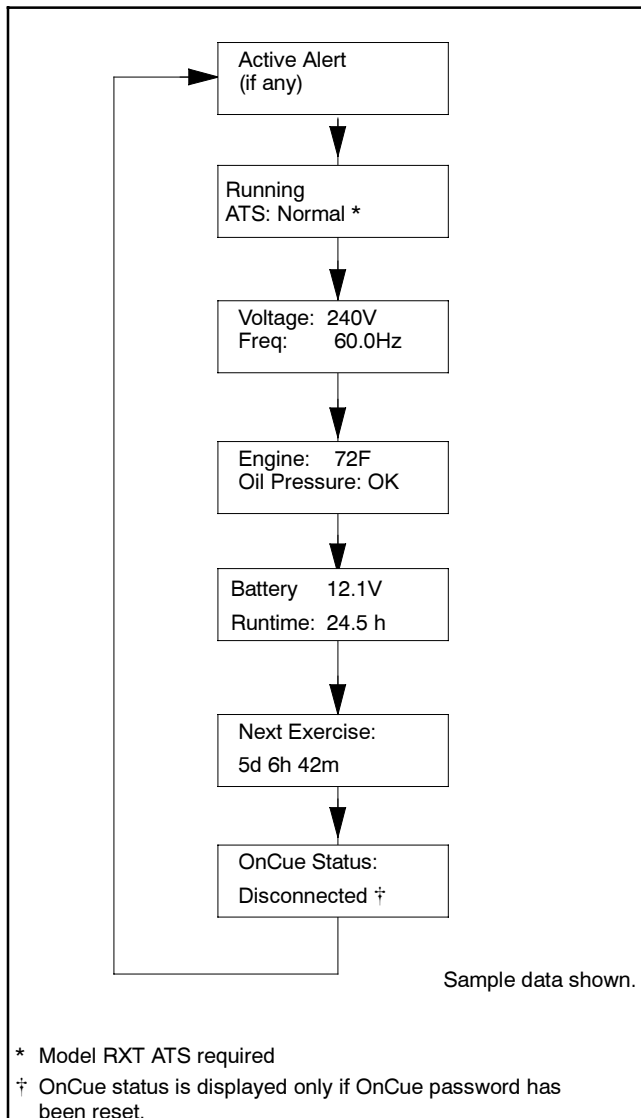 Active Alert
(if any)
Running
ATS: Normal *
Voltage: 240V
Freq: 60.0Hz
Engine: 72F
Oil Pressure: OK
Battery 12.1V
Runtime: 24.5 h
Next Exercise:
5d 6h 42m
OnCue Status:
Disconnected †
Sample data shown.
* Model RXT ATS required
† OnCue status is displayed only if OnCue password has
been reset.